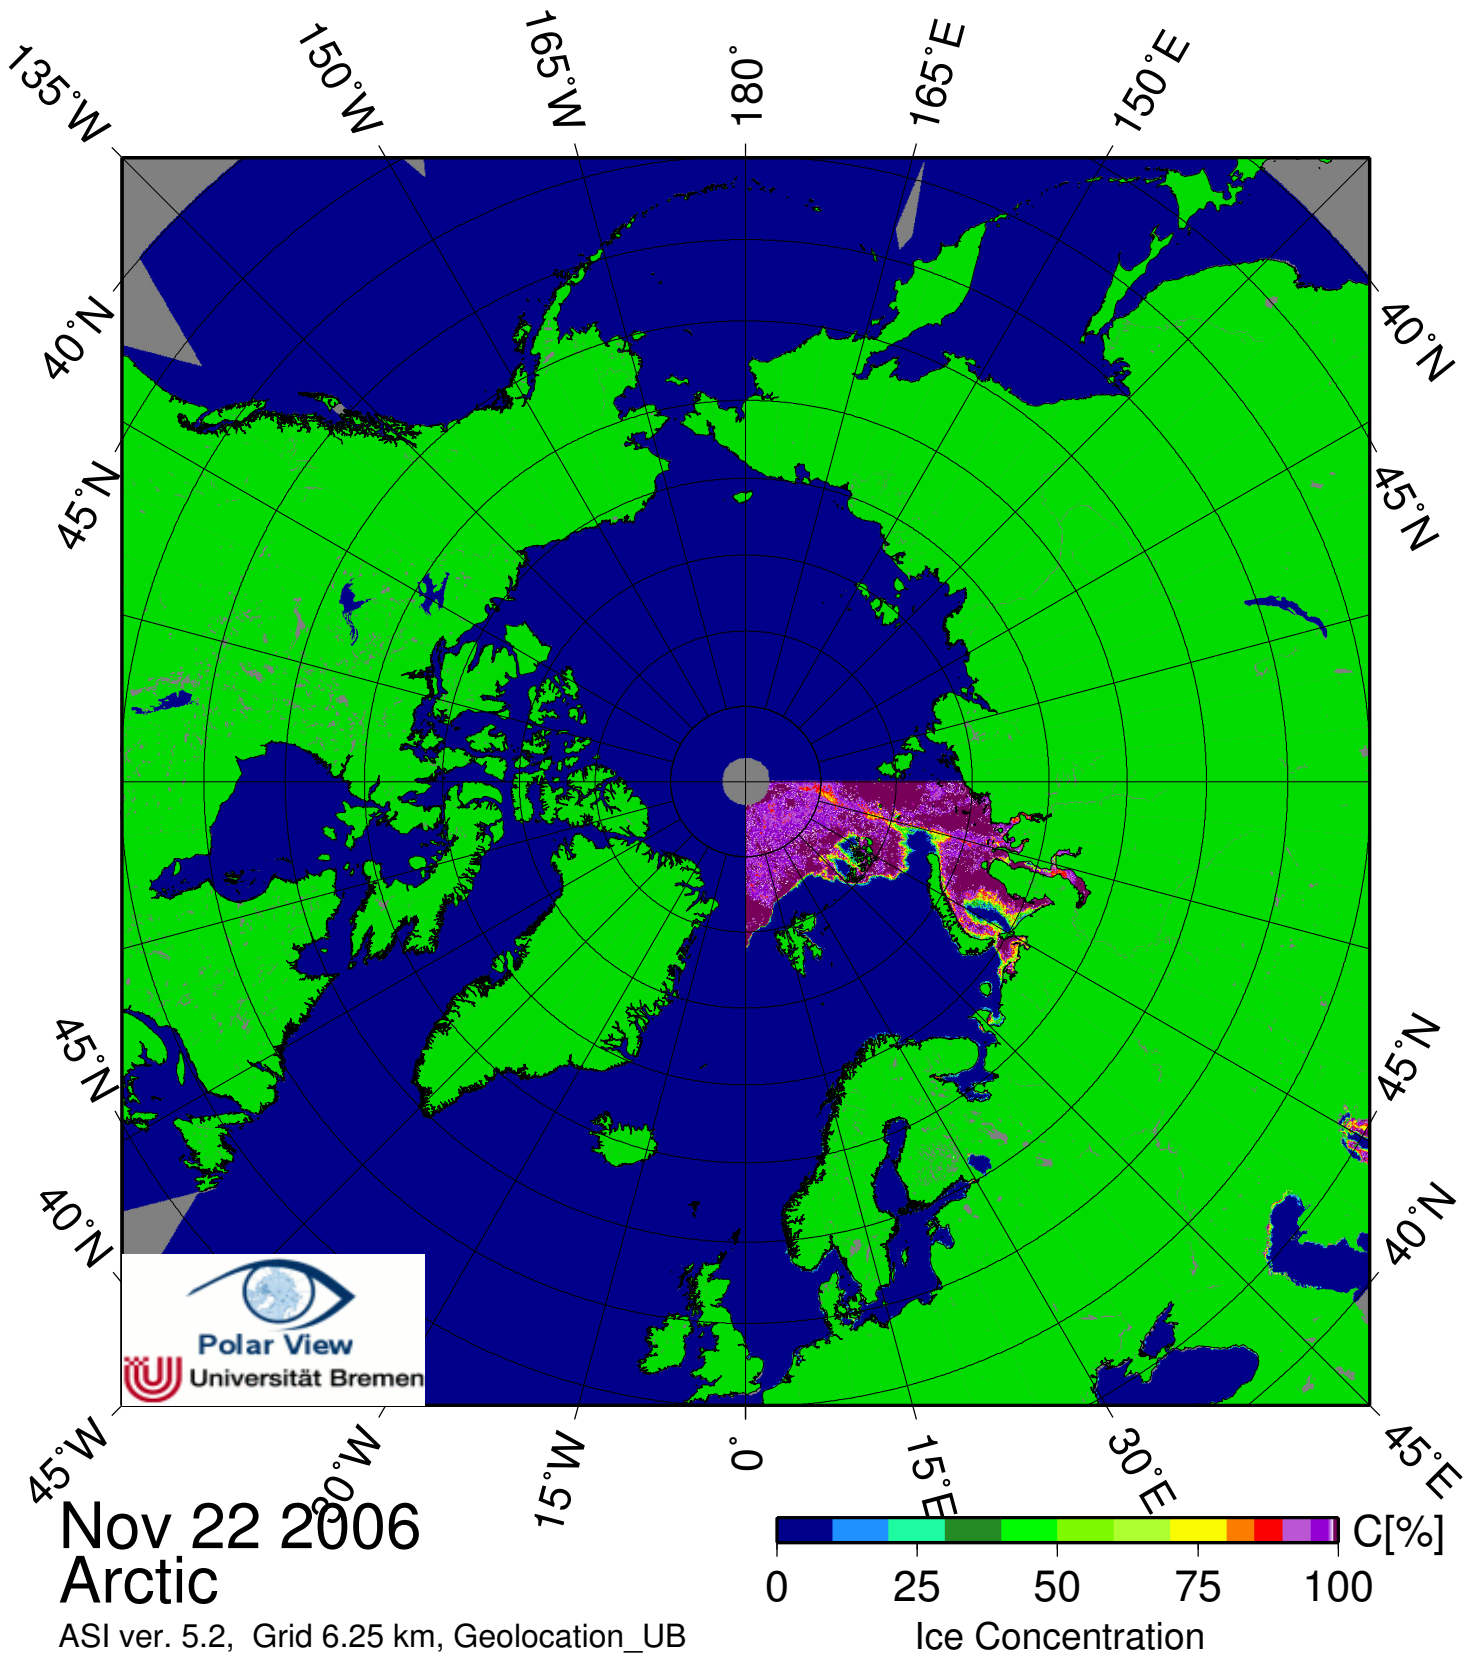 135°W
150°W
165°W
180°
165°E
150°E
40°N
40°N
45°N
45°N
45°N
45°N
40°N
40°N
Polar View
Universität Bremen
45°W
30°W
15°W
0°
15°E
30°E
45°E
Nov 22 2006
Arctic
ASI ver. 5.2, Grid 6.25 km, Geolocation_UB
C[%]
0 25 50 75 100
Ice Concentration